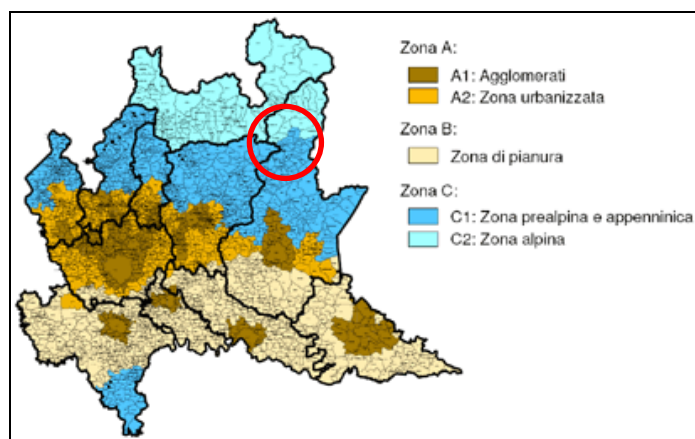 Zona A:
A1: Agglomerati
A2: Zona urbanizzata
Zona B:
Zona di pianura
Zona C:
C1: Zona prealpina e appenninica
C2: Zona alpina